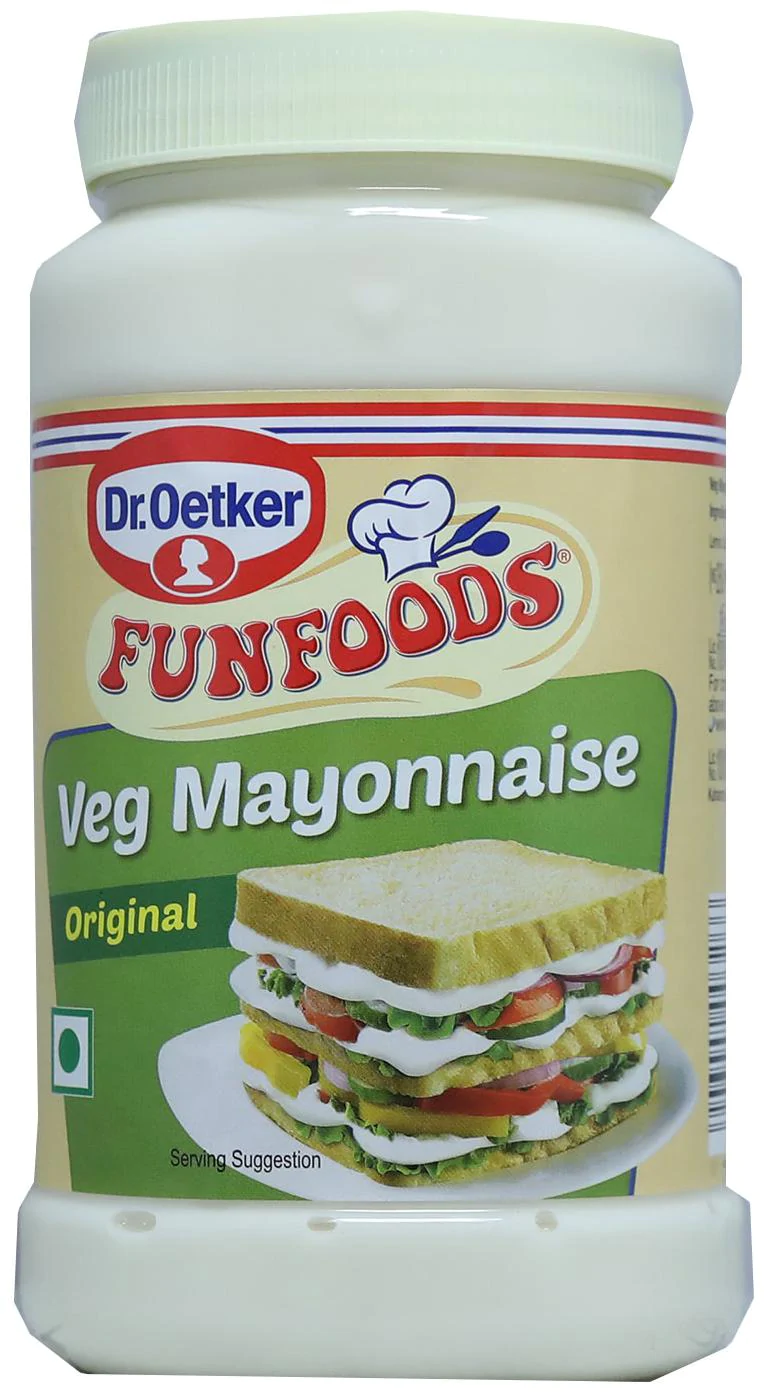 Dr.Oetker
FUNFOODS®
Veg Mayonnaise
Original
Serving Suggestion